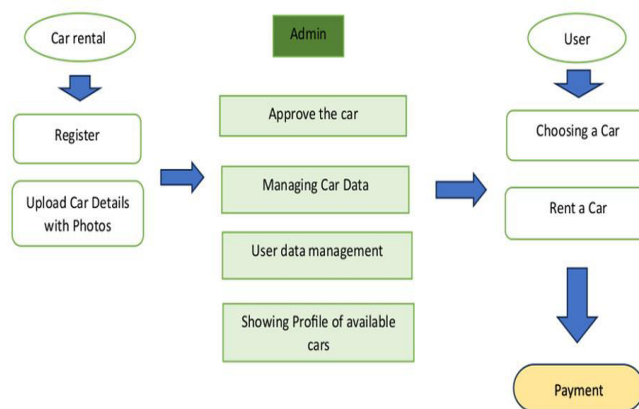 Car rental
Admin
User
Register
Upload Car Details
with Photos
Approve the car
Managing Car Data
User data management
Showing Profile of available
cars
Choosing a Car
Rent a Car
Payment